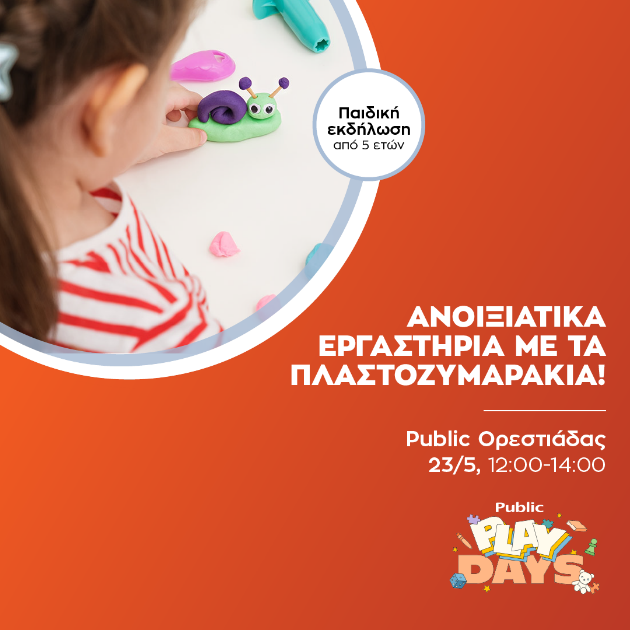 Παιδική
εκδήλωση
από 5 ετών
ΑΝΟΙΞΙΑΤΙΚΑ
ΕΡΓΑΣΤΗΡΙΑ ΜΕ ΤΑ
ΠΛΑΣΤΟΖΥΜΑΡΑΚΙΑ!
Public Ορεστιάδας
23/5, 12:00-14:00
Public
PLAY
DAYS